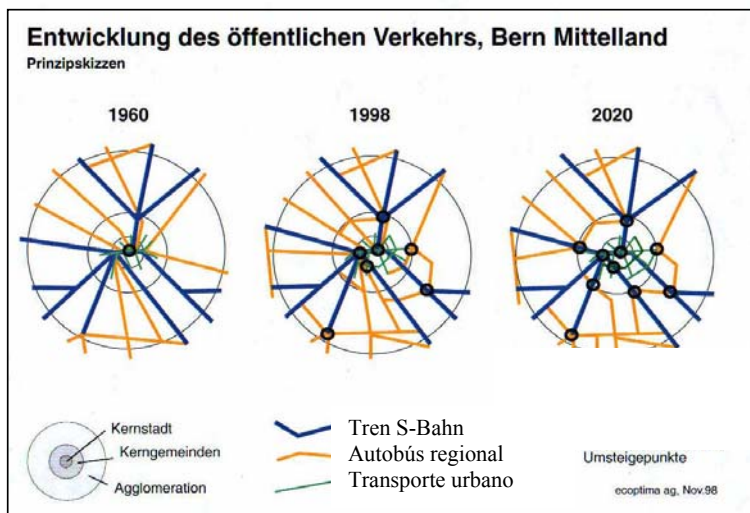 Entwicklung des öffentlichen Verkehrs, Bern Mittelland
Prinzipskizzen
1960
1998
2020
Kernstadt
Kerngemeinden
Agglomeration
Tren S-Bahn
Autobús regional
Transporte urbano
Umsteigepunkte
ecoptima ag, Nov.98